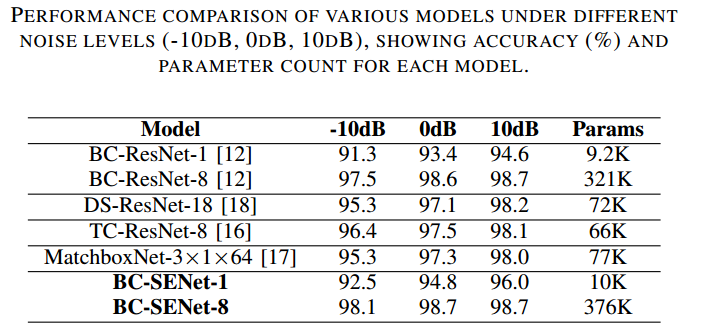 PERFORMANCE COMPARISON OF VARIOUS MODELS UNDER DIFFERENT
NOISE LEVELS (-10DB, 0DB, 10DB), SHOWING ACCURACY (%) AND
PARAMETER COUNT FOR EACH MODEL.
Model -10dB 0dB 10dB Params
BC-ResNet-1 [12] 91.3 93.4 94.6 9.2K
BC-ResNet-8 [12] 97.5 98.6 98.7 321K
DS-ResNet-18 [18] 95.3 97.1 98.2 72K
TC-ResNet-8 [16] 96.4 97.5 98.1 66K
MatchboxNet-3×1×64 [17] 95.3 97.3 98.0 77K
BC-SENet-1 92.5 94.8 96.0 10K
BC-SENet-8 98.1 98.7 98.7 376K